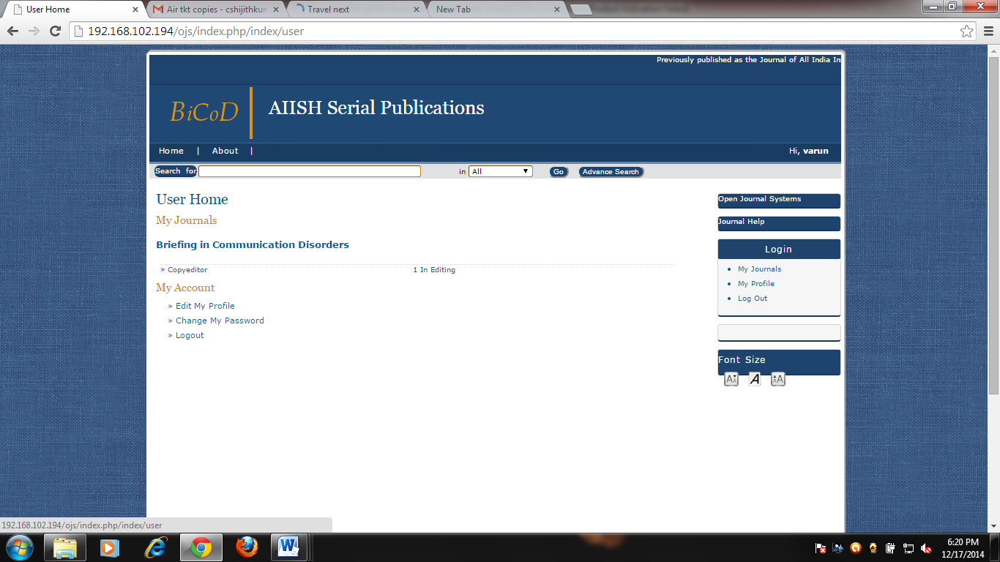 User Home
Air tkt copies - cshijithkun
Travel next
New Tab
192.168.102.194/ojs/index.php/index/user
Previously published as the Journal of All India In
BiCoD
AIISH Serial Publications
Home | About |
Hi, varun
Search for
in All
Go
Advance Search
User Home
My Journals
Briefing in Communication Disorders
» Copyeditor
1 In Editing
My Account
» Edit My Profile
» Change My Password
» Logout
Open Journal Systems
Journal Help
Login
• My Journals
• My Profile
• Log Out
Font Size
192.168.102.194/ojs/index.php/index/user
6:20 PM
12/17/2014